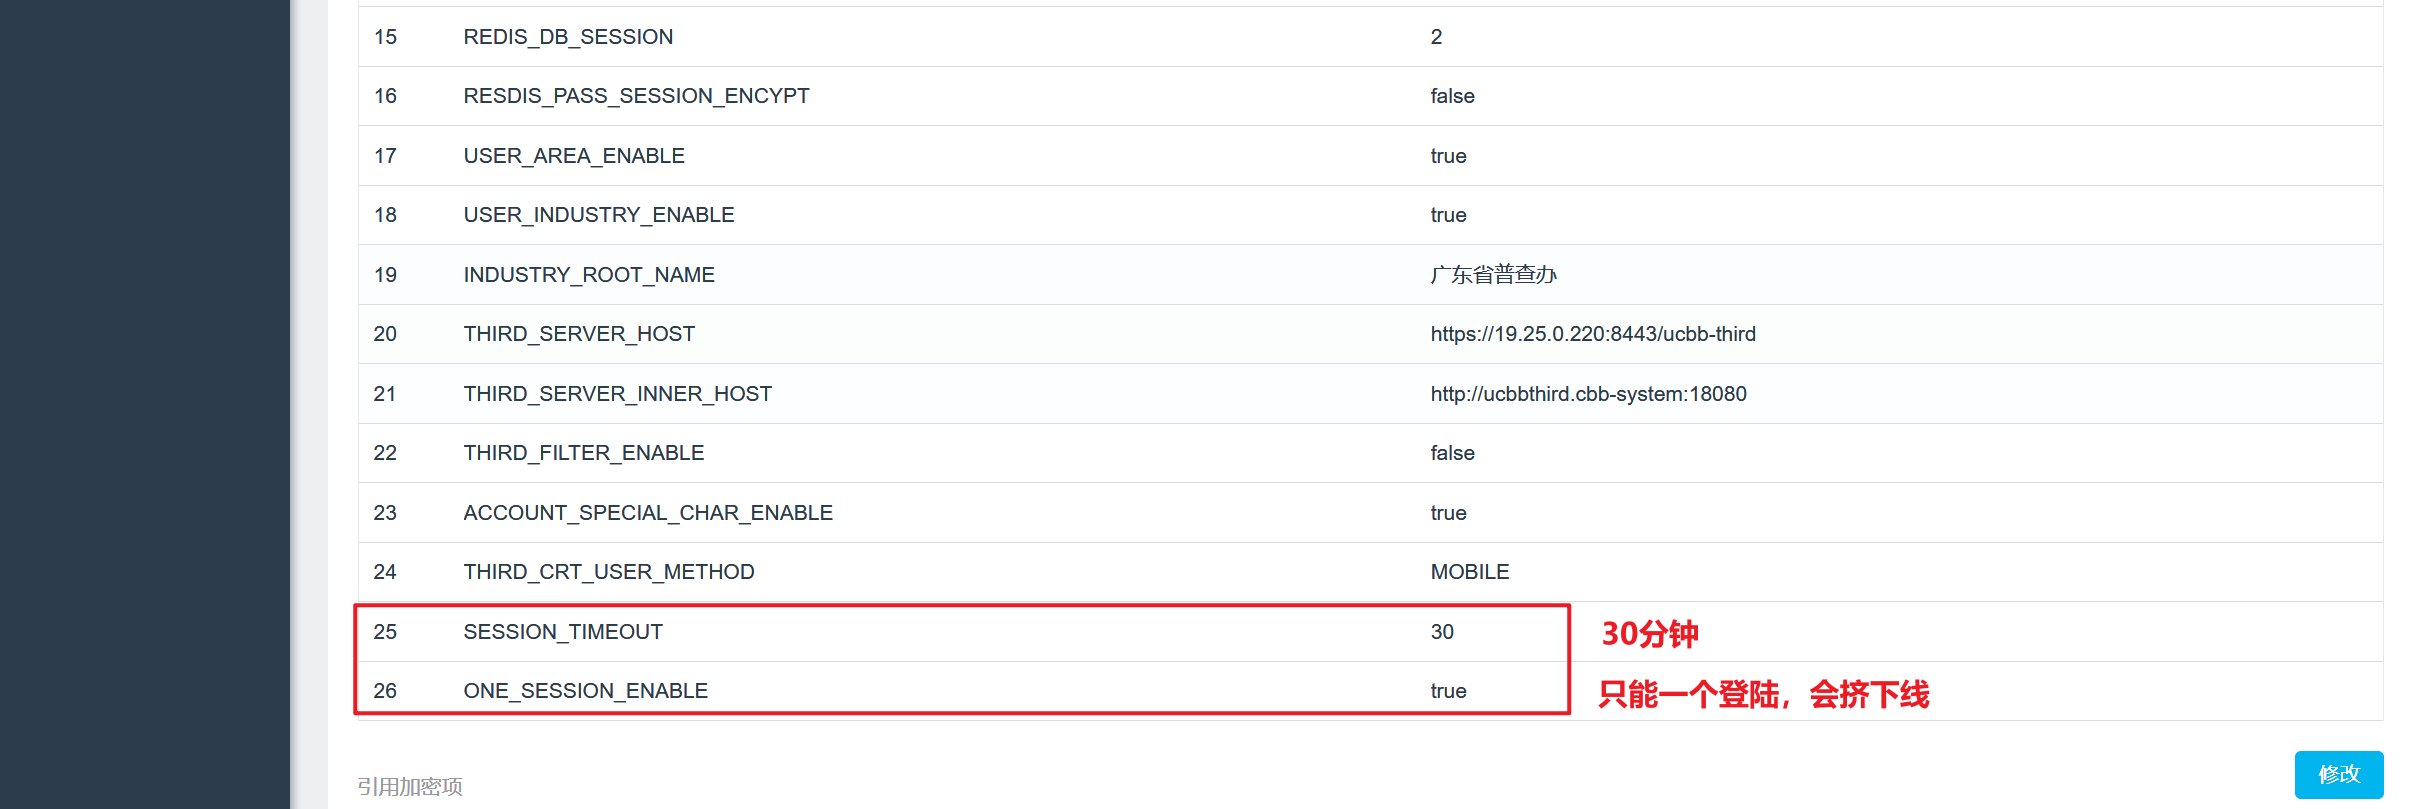 15 REDIS_DB_SESSION 2
16 RESDIS_PASS_SESSION_ENCYPT false
17 USER_AREA_ENABLE true
18 USER_INDUSTRY_ENABLE true
19 INDUSTRY_ROOT_NAME 广东省普查办
20 THIRD_SERVER_HOST https://19.25.0.220:8443/ucbb-third
21 THIRD_SERVER_INNER_HOST http://ucbbthird.cbb-system:18080
22 THIRD_FILTER_ENABLE false
23 ACCOUNT_SPECIAL_CHAR_ENABLE true
24 THIRD_CRT_USER_METHOD MOBILE
25 SESSION_TIMEOUT 30 30分钟
26 ONE_SESSION_ENABLE true 只能一个登陆，会挤下线
修改
引用加密项